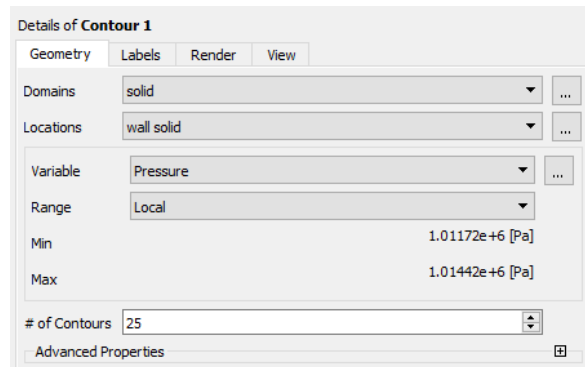 Details of Contour 1
Geometry Labels Render View
Domains solid ...
Locations wall solid ...
Variable Pressure ...
Range Local
Min 1.01172e+6 [Pa]
Max 1.01442e+6 [Pa]
# of Contours 25
Advanced Properties